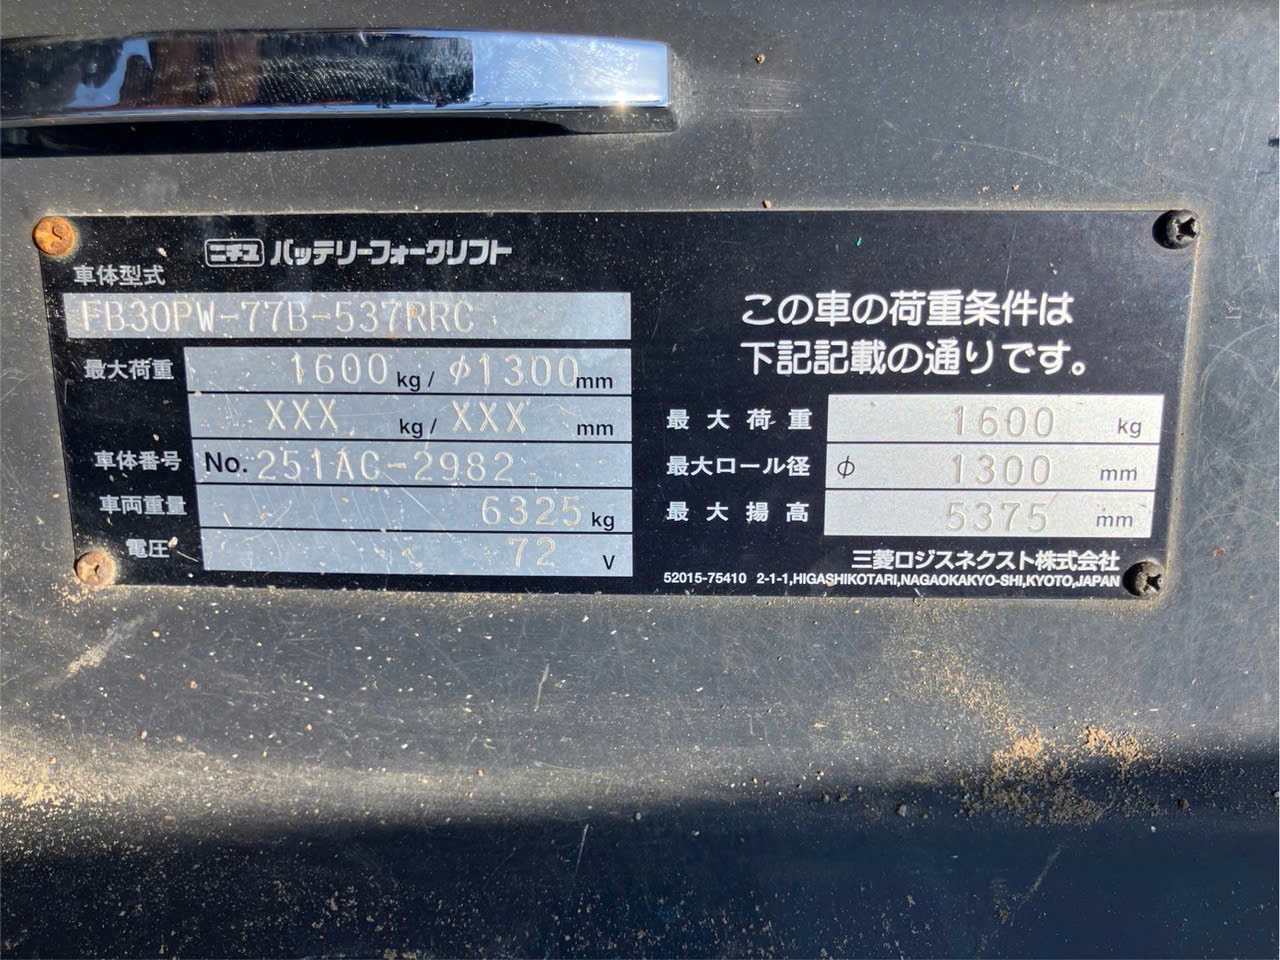 ニチユ バッテリーフォークリフト
車体型式
FB30PW-77B-537RRC
最大荷重 1600 kg/ φ1300mm
XXX kg/ XXX mm
車体番号 No. 251AC-2982
車両重量 6325 kg
電圧 72 V
この車の荷重条件は
下記記載の通りです。
最大荷重 1600 kg
最大ロール径 φ 1300 mm
最大揚高 5375 mm
三菱ロジスネクスト株式会社
52015-75410 2-1-1,HIGASHIKOTARI,NAGAOKAKYO-SHI,KYOTO,JAPAN